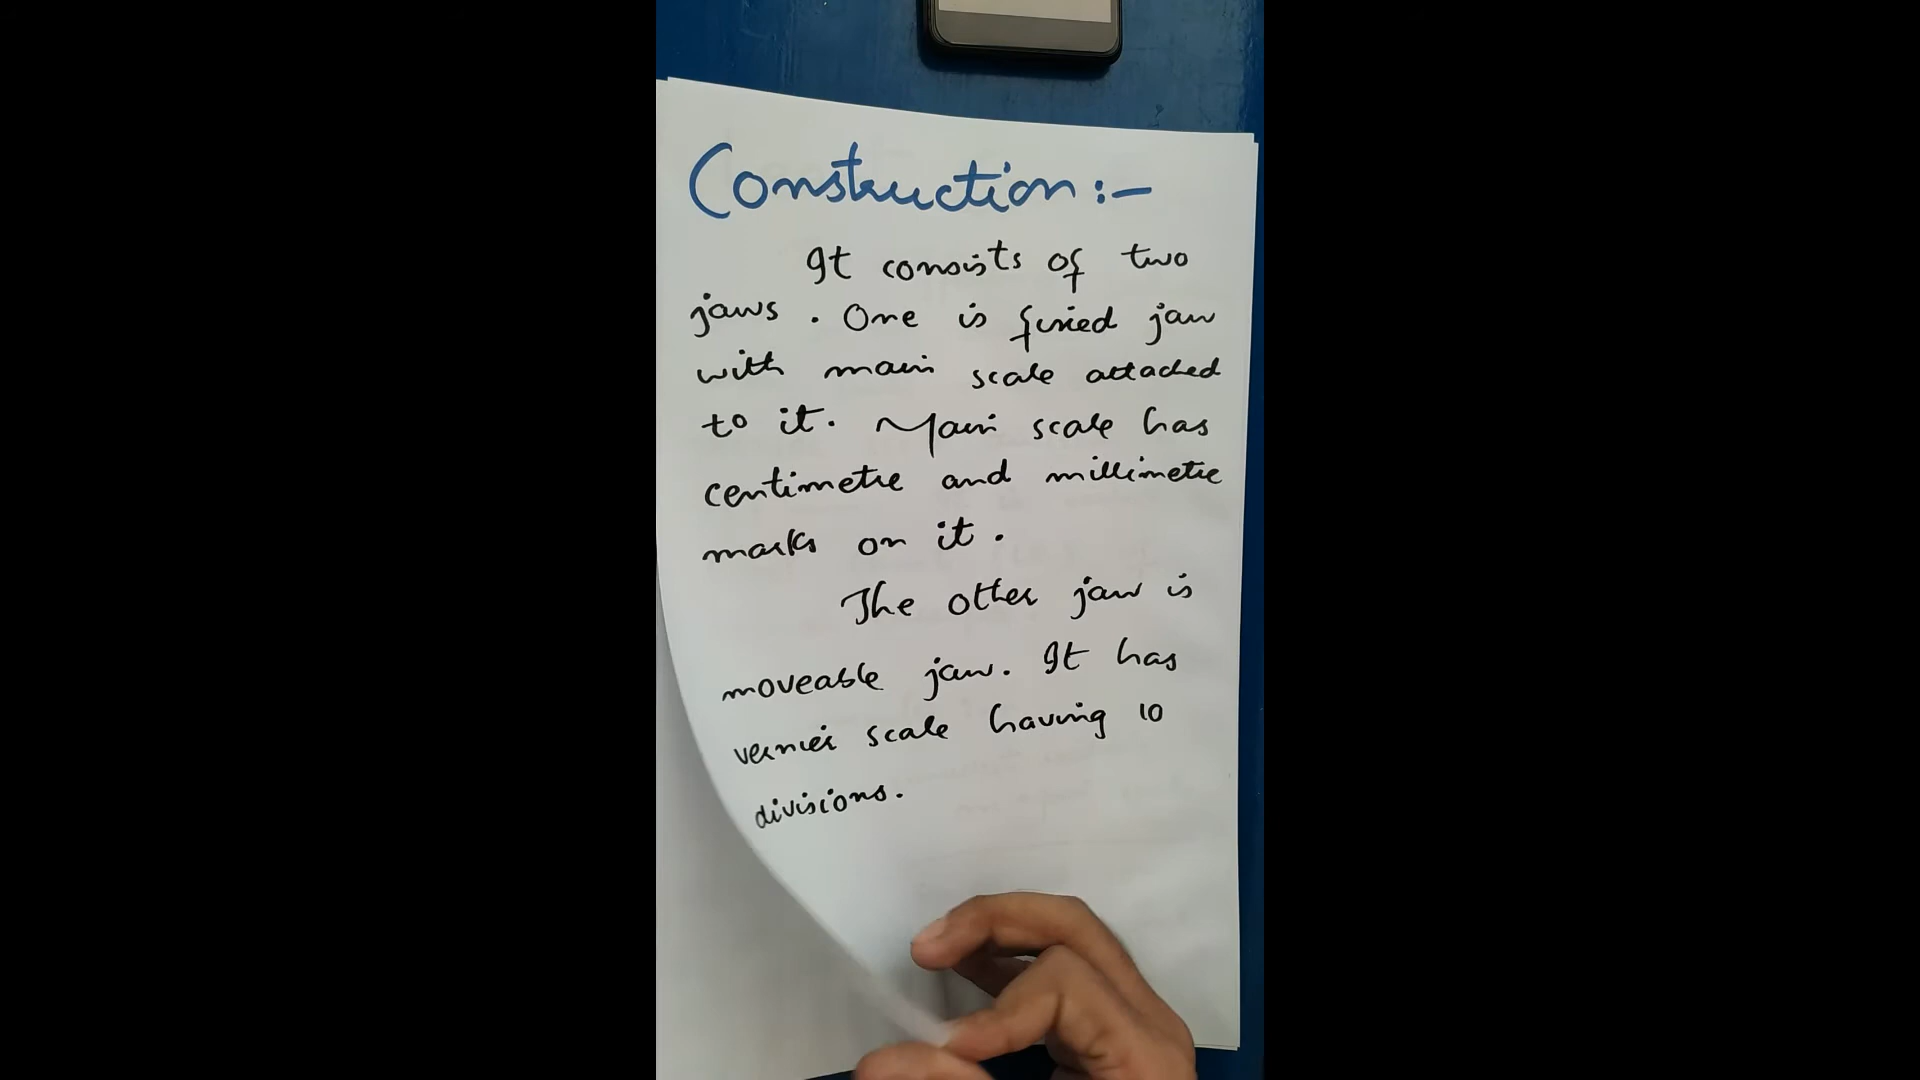 Construction :-
It consists of two
jaws . One is fixed jaw
with main scale attached
to it. Main scale has
centimetre and millimetre
marks on it .
The other jaw is
moveable jaw. It has
vernier scale having 10
divisions.